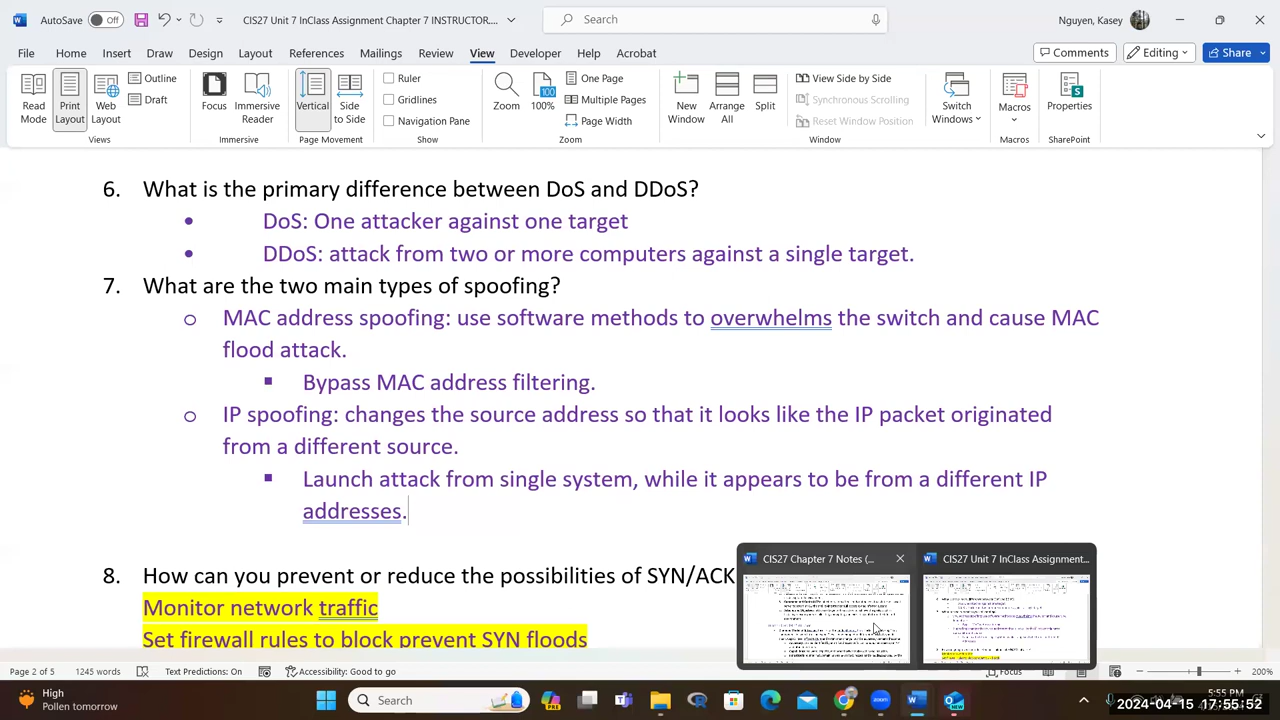 AutoSave Off CIS27 Unit 7 InClass Assignment Chapter 7 INSTRUCTOR.... Search Nguyen, Kasey
File Home Insert Draw Design Layout References Mailings Review View Developer Help Acrobat Comments Editing Share
Read Mode Print Layout Web Layout Outline Draft
Views
Focus Immersive Reader
Immersive
Vertical Side to Side
Page Movement
Ruler
Gridlines
Navigation Pane
Show
Zoom 100% One Page
Multiple Pages
Page Width
Zoom
New Window Arrange All Split View Side by Side
Synchronous Scrolling
Reset Window Position
Switch Windows
Window
Macros
Macros
Properties
SharePoint
6. What is the primary difference between DoS and DDoS?
• DoS: One attacker against one target
• DDoS: attack from two or more computers against a single target.
7. What are the two main types of spoofing?
o MAC address spoofing: use software methods to overwhelms the switch and cause MAC
flood attack.
▪ Bypass MAC address filtering.
o IP spoofing: changes the source address so that it looks like the IP packet originated
from a different source.
▪ Launch attack from single system, while it appears to be from a different IP
addresses.
8. How can you prevent or reduce the possibilities of SYN/ACK
Monitor network traffic
Set firewall rules to block prevent SYN floods
CIS27 Chapter 7 Notes (... CIS27 Unit 7 InClass Assignment...
Page 2 of 5 1245 words Text Predictions: On Accessibility: Good to go Focus 200%
High
Pollen tomorrow
Search
5:55 PM
2024-04-15 17:55:52